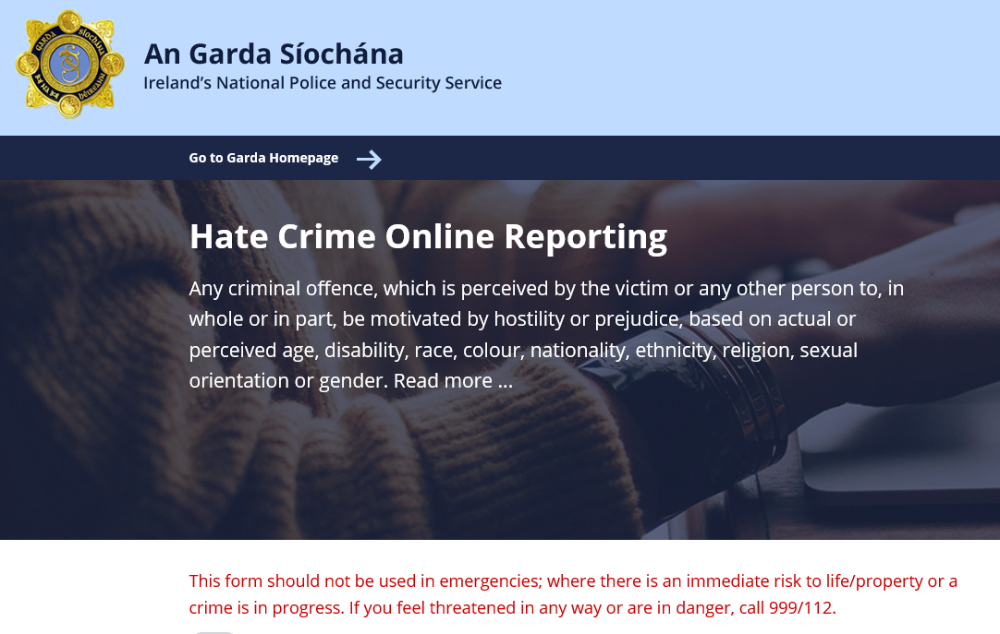 GARDA SÍOCHÁNA
An Garda Síochána
Ireland's National Police and Security Service
Go to Garda Homepage
Hate Crime Online Reporting
Any criminal offence, which is perceived by the victim or any other person to, in
whole or in part, be motivated by hostility or prejudice, based on actual or
perceived age, disability, race, colour, nationality, ethnicity, religion, sexual
orientation or gender. Read more ...
This form should not be used in emergencies; where there is an immediate risk to life/property or a
crime is in progress. If you feel threatened in any way or are in danger, call 999/112.